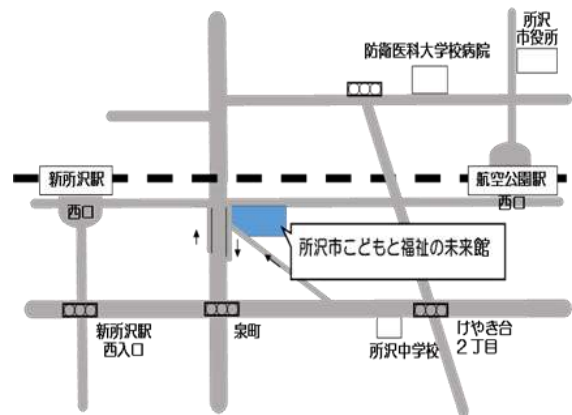 所沢
市役所
防衛医科大学校病院
新所沢駅
航空公園駅
西口
西口
所沢市こどもと福祉の未来館
新所沢駅
西入口
泉町
所沢中学校
けやき台
2丁目